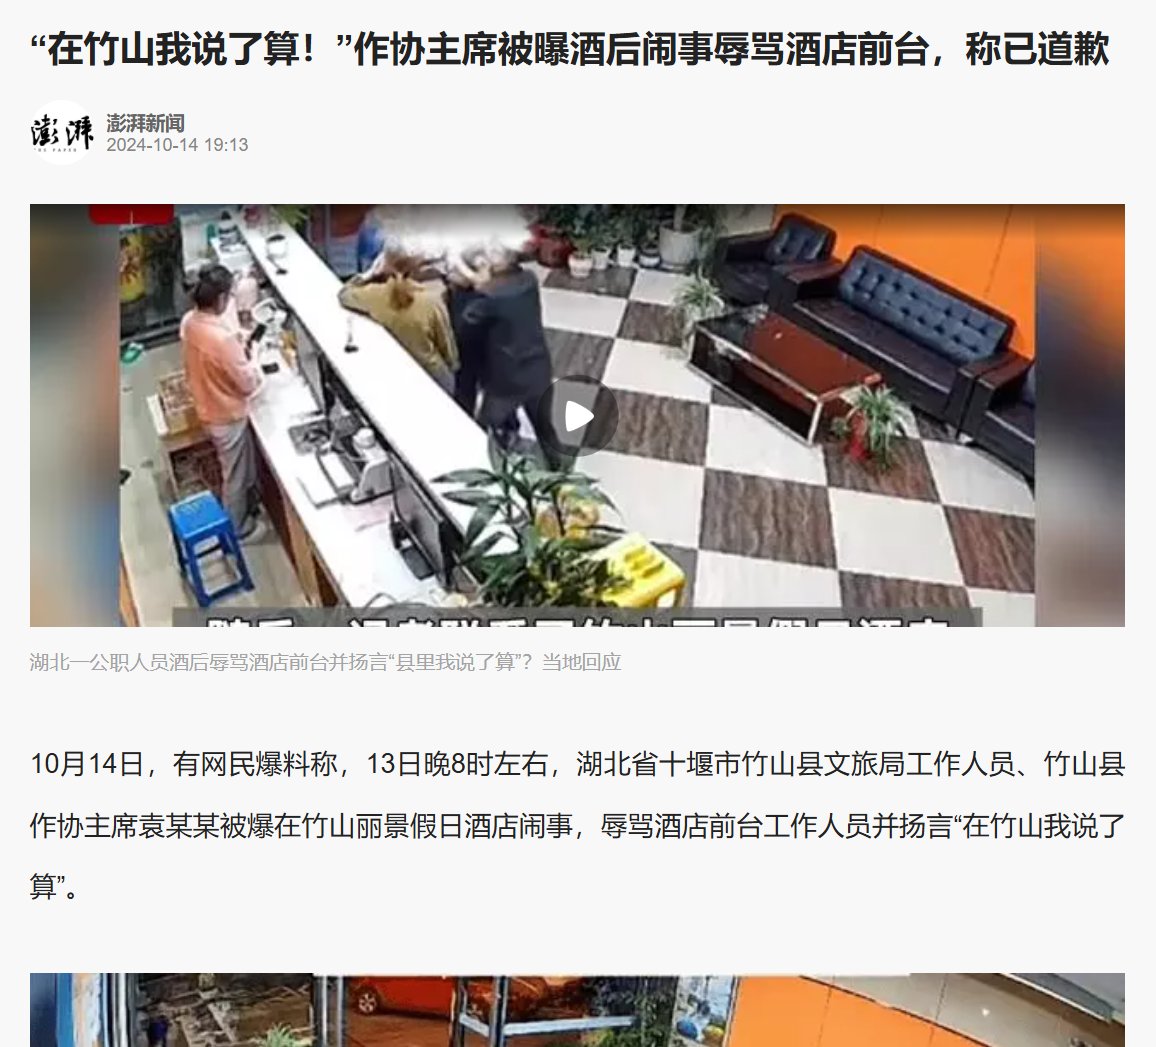 “在竹山我说了算！”作协主席被曝酒后闹事辱骂酒店前台，称已道歉
澎湃
澎湃新闻
2024-10-14 19:13
湖北一公职人员酒后辱骂酒店前台并扬言“县里我说了算”？当地回应
10月14日，有网民爆料称，13日晚8时左右，湖北省十堰市竹山县文旅局工作人员、竹山县
作协主席袁某某被爆在竹山丽景假日酒店闹事，辱骂酒店前台工作人员并扬言“在竹山我说了
算”。